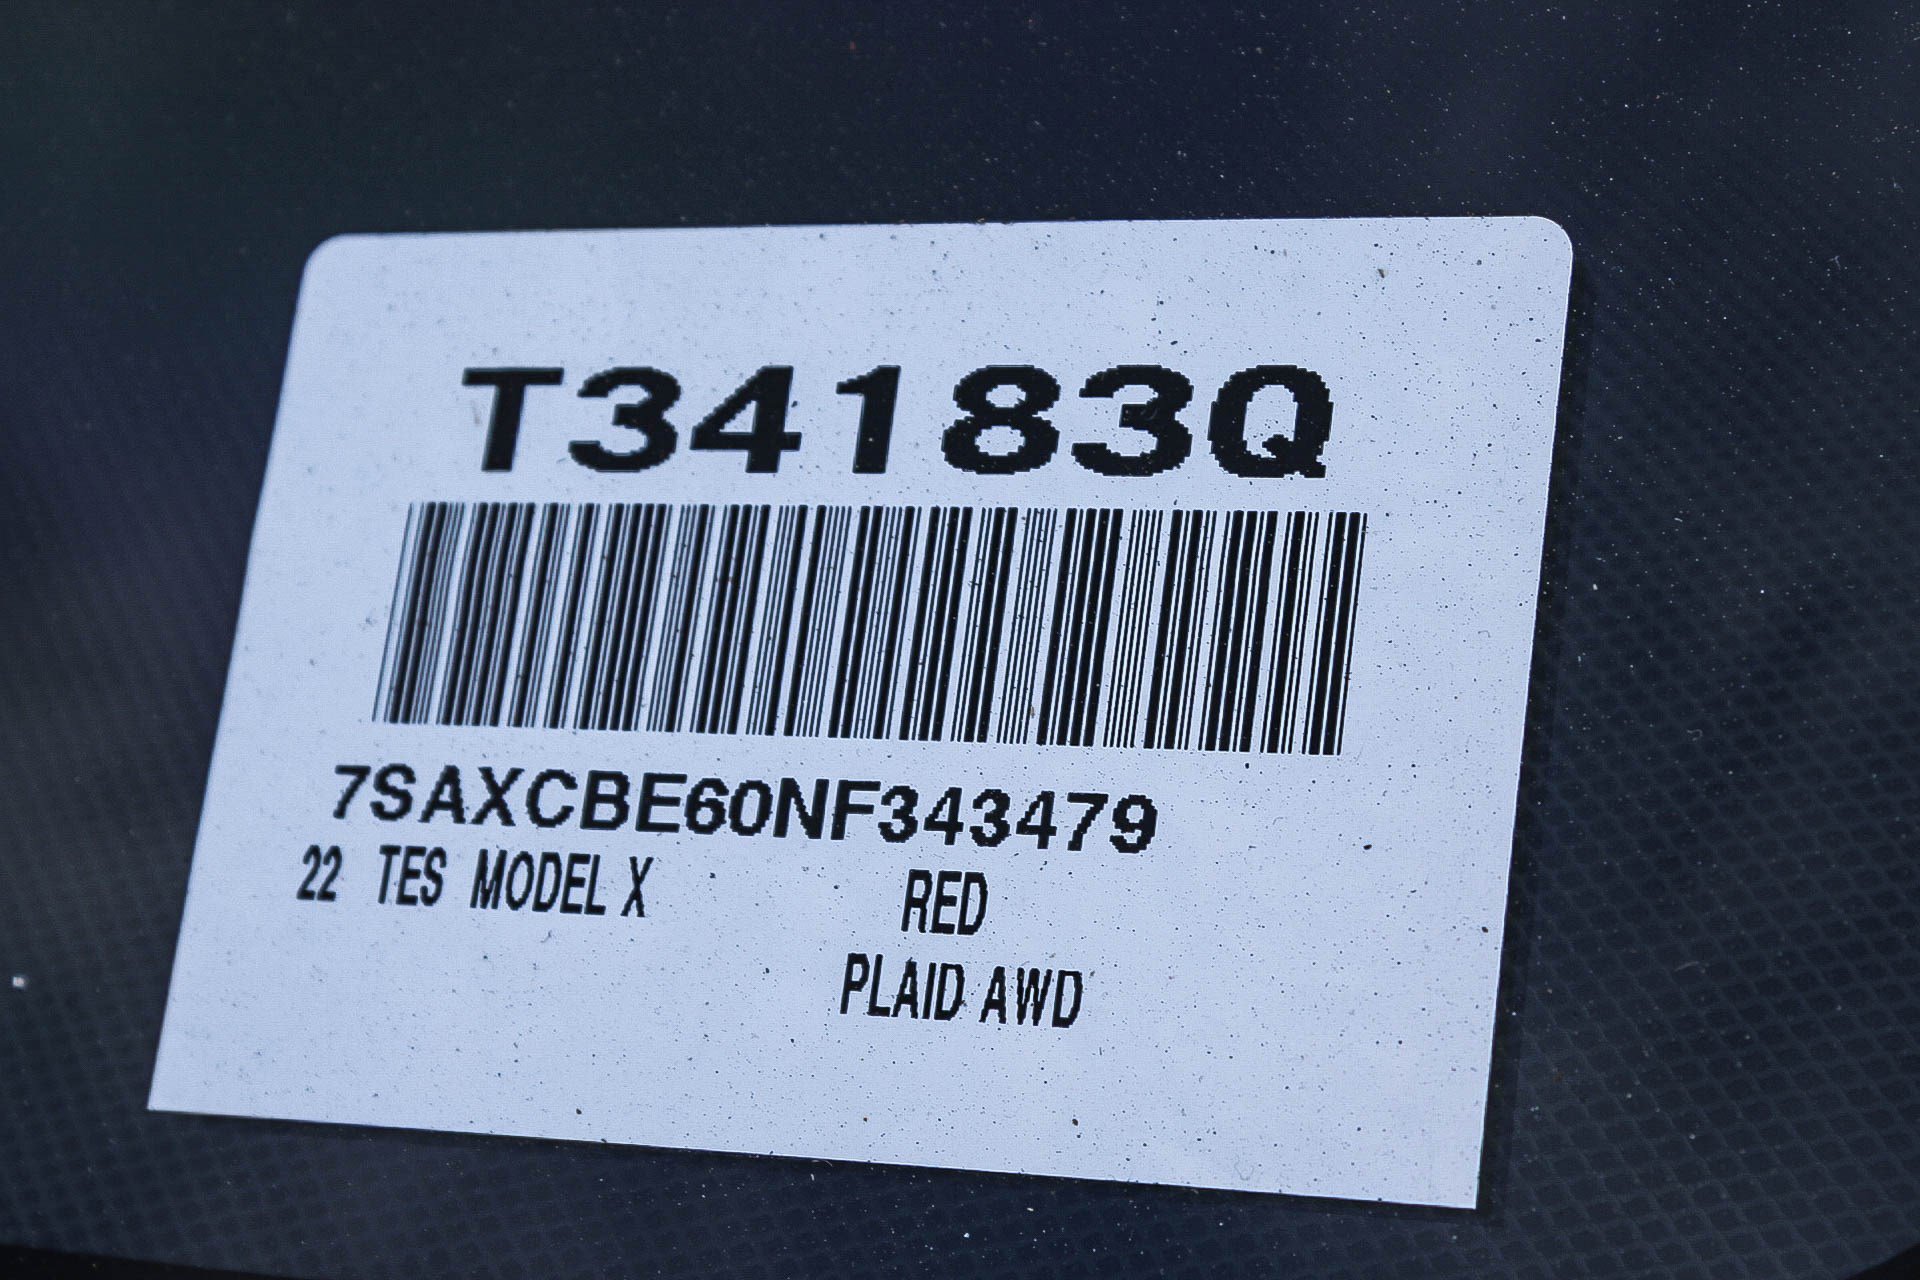 T34183Q
7SAXCBE60NF343479
22 TES MODEL X RED
PLAID AWD